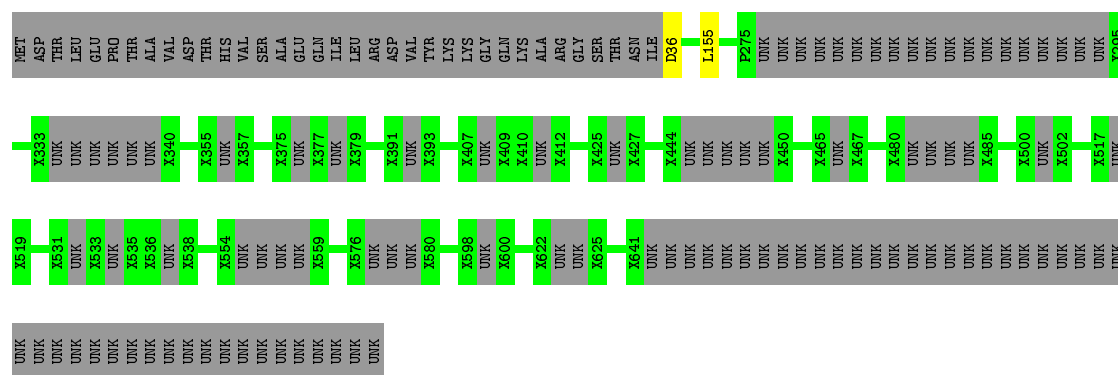 MET ASP THR LEU GLU PRO THR ALA VAL ASP THR HIS VAL SER ALA GLU GLN ILE LEU ARG ASP VAL TYR LYS LYS GLY GLN LYS ALA ARG GLY SER THR ASN ILE D36 L155 P275 UNK UNK UNK UNK UNK UNK UNK UNK UNK UNK UNK UNK UNK UNK UNK UNK UNK UNK UNK X295
X333 UNK UNK UNK UNK UNK UNK X340 X355 UNK X357 X375 UNK X377 UNK X379 X391 UNK X393 X407 UNK X409 X410 UNK X412 X425 UNK X427 X444 UNK UNK UNK UNK UNK X450 X465 UNK X467 X480 UNK UNK UNK UNK X485 X500 UNK X502 X517 UNK
X519 X531 UNK X533 UNK X535 X536 UNK X538 X554 UNK UNK UNK UNK X559 X576 UNK UNK UNK X580 X598 UNK X600 X622 UNK UNK X625 X641 UNK UNK UNK UNK UNK UNK UNK UNK UNK UNK UNK UNK UNK UNK UNK UNK UNK UNK UNK UNK UNK UNK UNK UNK UNK UNK
UNK UNK UNK UNK UNK UNK UNK UNK UNK UNK UNK UNK UNK UNK UNK UNK UNK UNK UNK UNK